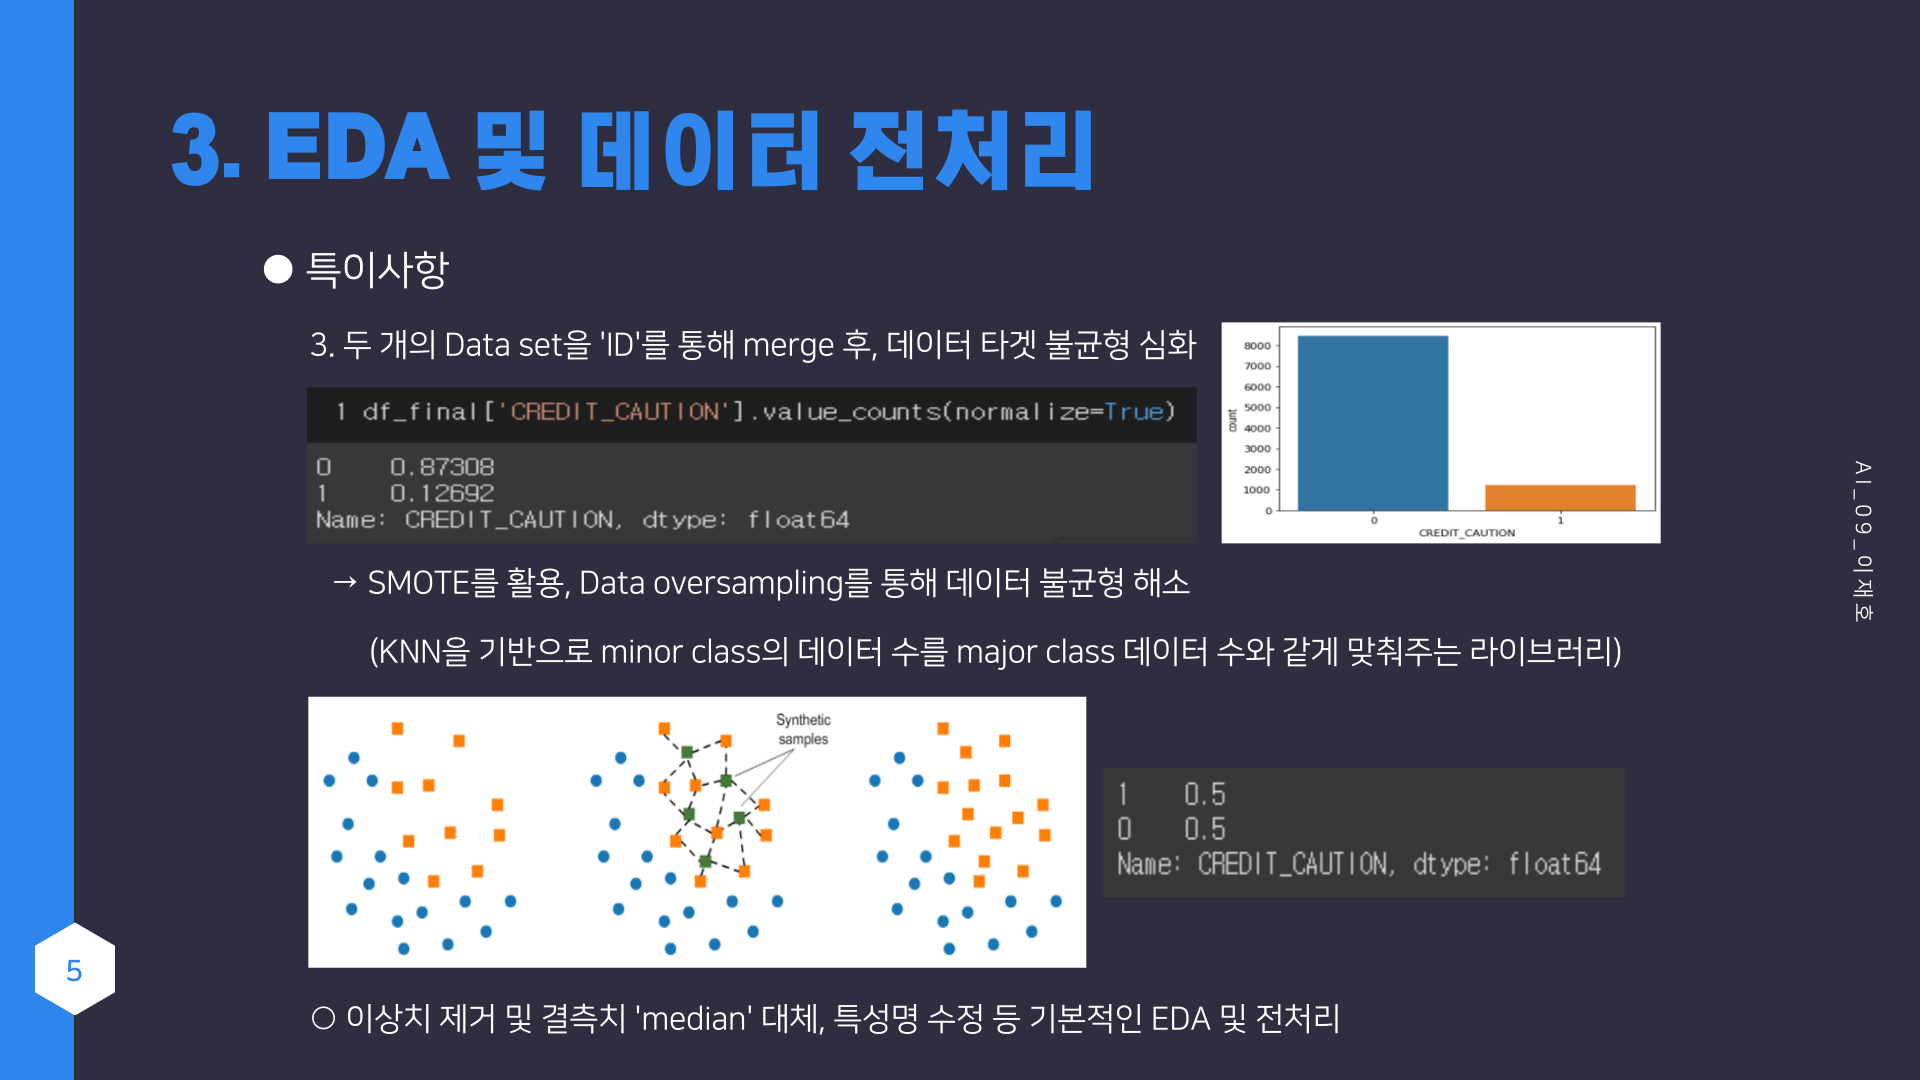 3. EDA 및 데이터 전처리
● 특이사항
3. 두 개의 Data set을 'ID'를 통해 merge 후, 데이터 타겟 불균형 심화
1 df_final['CREDIT_CAUTION'].value_counts(normalize=True)
0 0.87308
1 0.12692
Name: CREDIT_CAUTION, dtype: float64
8000
7000
6000
5000
4000
3000
2000
1000
0
count
0 1
CREDIT_CAUTION
→ SMOTE를 활용, Data oversampling를 통해 데이터 불균형 해소
(KNN을 기반으로 minor class의 데이터 수를 major class 데이터 수와 같게 맞춰주는 라이브러리)
Synthetic
samples
1 0.5
0 0.5
Name: CREDIT_CAUTION, dtype: float64
○ 이상치 제거 및 결측치 'median' 대체, 특성명 수정 등 기본적인 EDA 및 전처리
AI_09_이재호
5